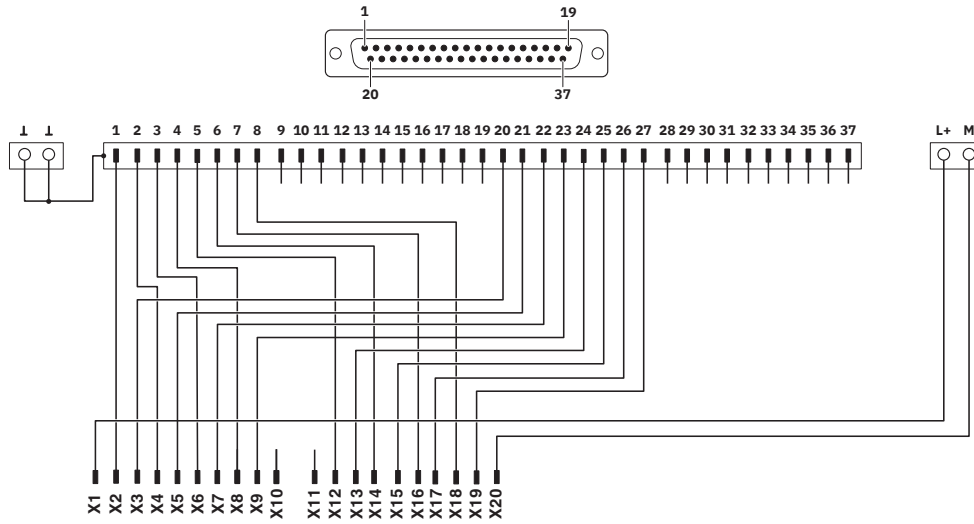 1 19
20 37
⊥ ⊥ 1 2 3 4 5 6 7 8 9 10 11 12 13 14 15 16 17 18 19 20 21 22 23 24 25 26 27 28 29 30 31 32 33 34 35 36 37 L+ M
X1 X2 X3 X4 X5 X6 X7 X8 X9 X10 X11 X12 X13 X14 X15 X16 X17 X18 X19 X20